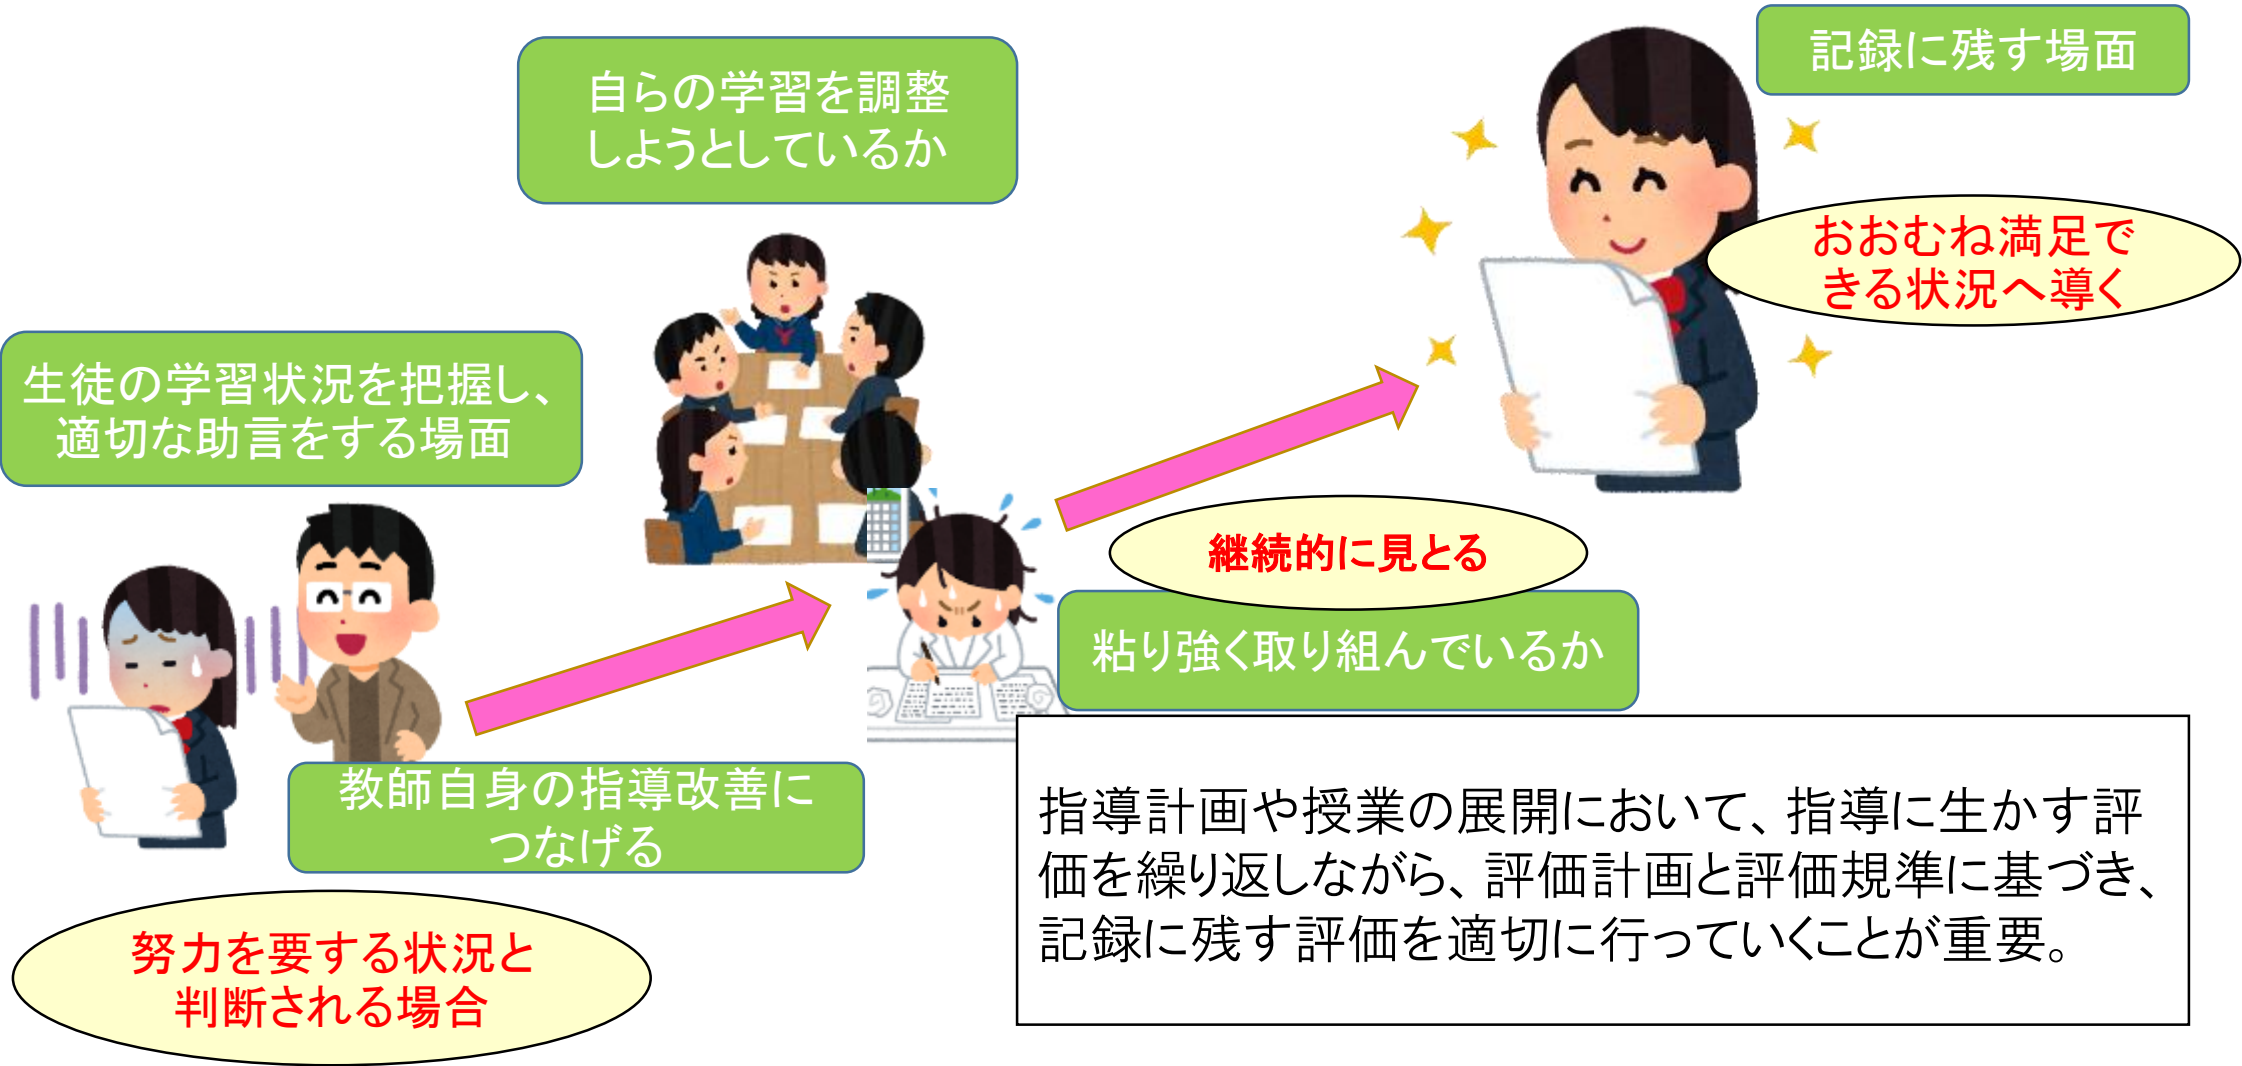 記録に残す場面
自らの学習を調整
しようとしているか
おおむね満足で
きる状況へ導く
生徒の学習状況を把握し、
適切な助言をする場面
継続的に見とる
粘り強く取り組んでいるか
教師自身の指導改善に
つなげる
指導計画や授業の展開において、指導に生かす評
価を繰り返しながら、評価計画と評価規準に基づき、
記録に残す評価を適切に行っていくことが重要。
努力を要する状況と
判断される場合